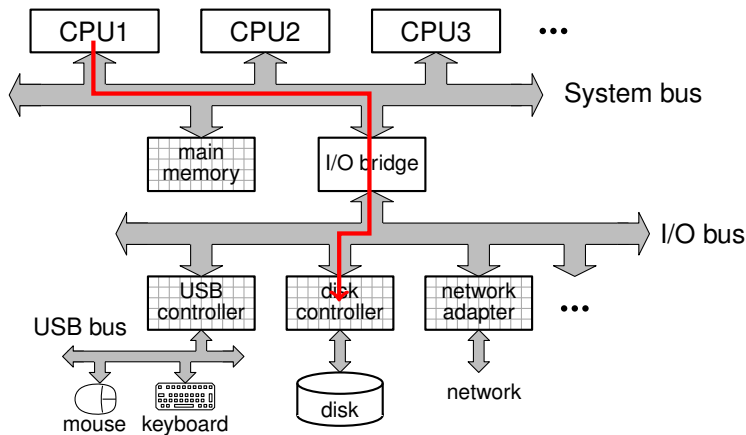 CPU1
CPU2
CPU3
...
System bus
main
memory
I/O bridge
I/O bus
USB
controller
disk
controller
network
adapter
...
USB bus
mouse
keyboard
disk
network